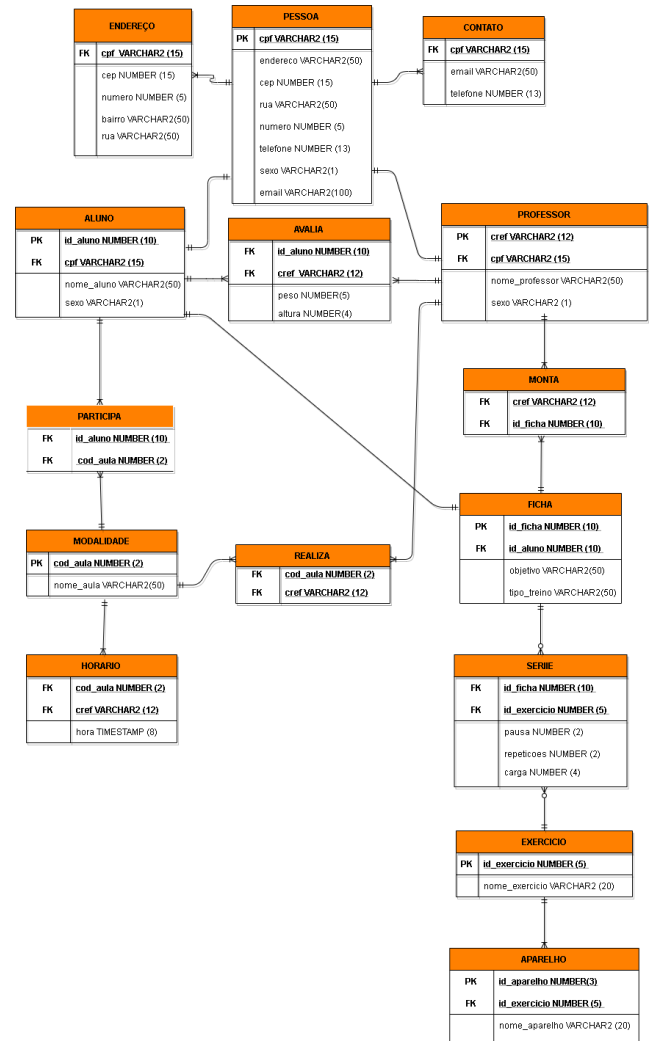 ENDEREÇO
FK cpf VARCHAR2 (15)
cep NUMBER (15)
numero NUMBER (5)
bairro VARCHAR2(50)
rua VARCHAR2(50)
PESSOA
PK cpf VARCHAR2 (15)
endereco VARCHAR2(50)
cep NUMBER (15)
rua VARCHAR2(50)
numero NUMBER (5)
telefone NUMBER (13)
sexo VARCHAR2(1)
email VARCHAR2(100)
CONTATO
FK cpf VARCHAR2 (15)
email VARCHAR2(50)
telefone NUMBER (13)
ALUNO
PK id_aluno NUMBER (10)
FK cpf VARCHAR2 (15)
nome_aluno VARCHAR2(50)
sexo VARCHAR2(1)
AVALIA
FK id_aluno NUMBER (10)
FK cref VARCHAR2 (12)
peso NUMBER(5)
altura NUMBER(4)
PROFESSOR
PK cref VARCHAR2 (12)
FK cpf VARCHAR2 (15)
nome_professor VARCHAR2(50)
sexo VARCHAR2 (1)
MONTA
FK cref VARCHAR2 (12)
FK id_ficha NUMBER (10)
PARTICIPA
FK id_aluno NUMBER (10)
FK cod_aula NUMBER (2)
FICHA
PK id_ficha NUMBER (10)
FK id_aluno NUMBER (10)
objetivo VARCHAR2(50)
tipo_treino VARCHAR2(50)
MODALIDADE
PK cod_aula NUMBER (2)
nome_aula VARCHAR2(50)
REALIZA
FK cod_aula NUMBER (2)
FK cref VARCHAR2 (12)
HORARIO
FK cod_aula NUMBER (2)
FK cref VARCHAR2 (12)
hora TIMESTAMP (8)
SERIIE
FK id_ficha NUMBER (10)
FK id_exercicio NUMBER (5)
pausa NUMBER (2)
repeticoes NUMBER (2)
carga NUMBER (4)
EXERCICIO
PK id_exercicio NUMBER (5)
nome_exercicio VARCHAR2 (20)
APARELHO
PK id_aparelho NUMBER(3)
FK id_exercicio NUMBER (5)
nome_aparelho VARCHAR2 (20)